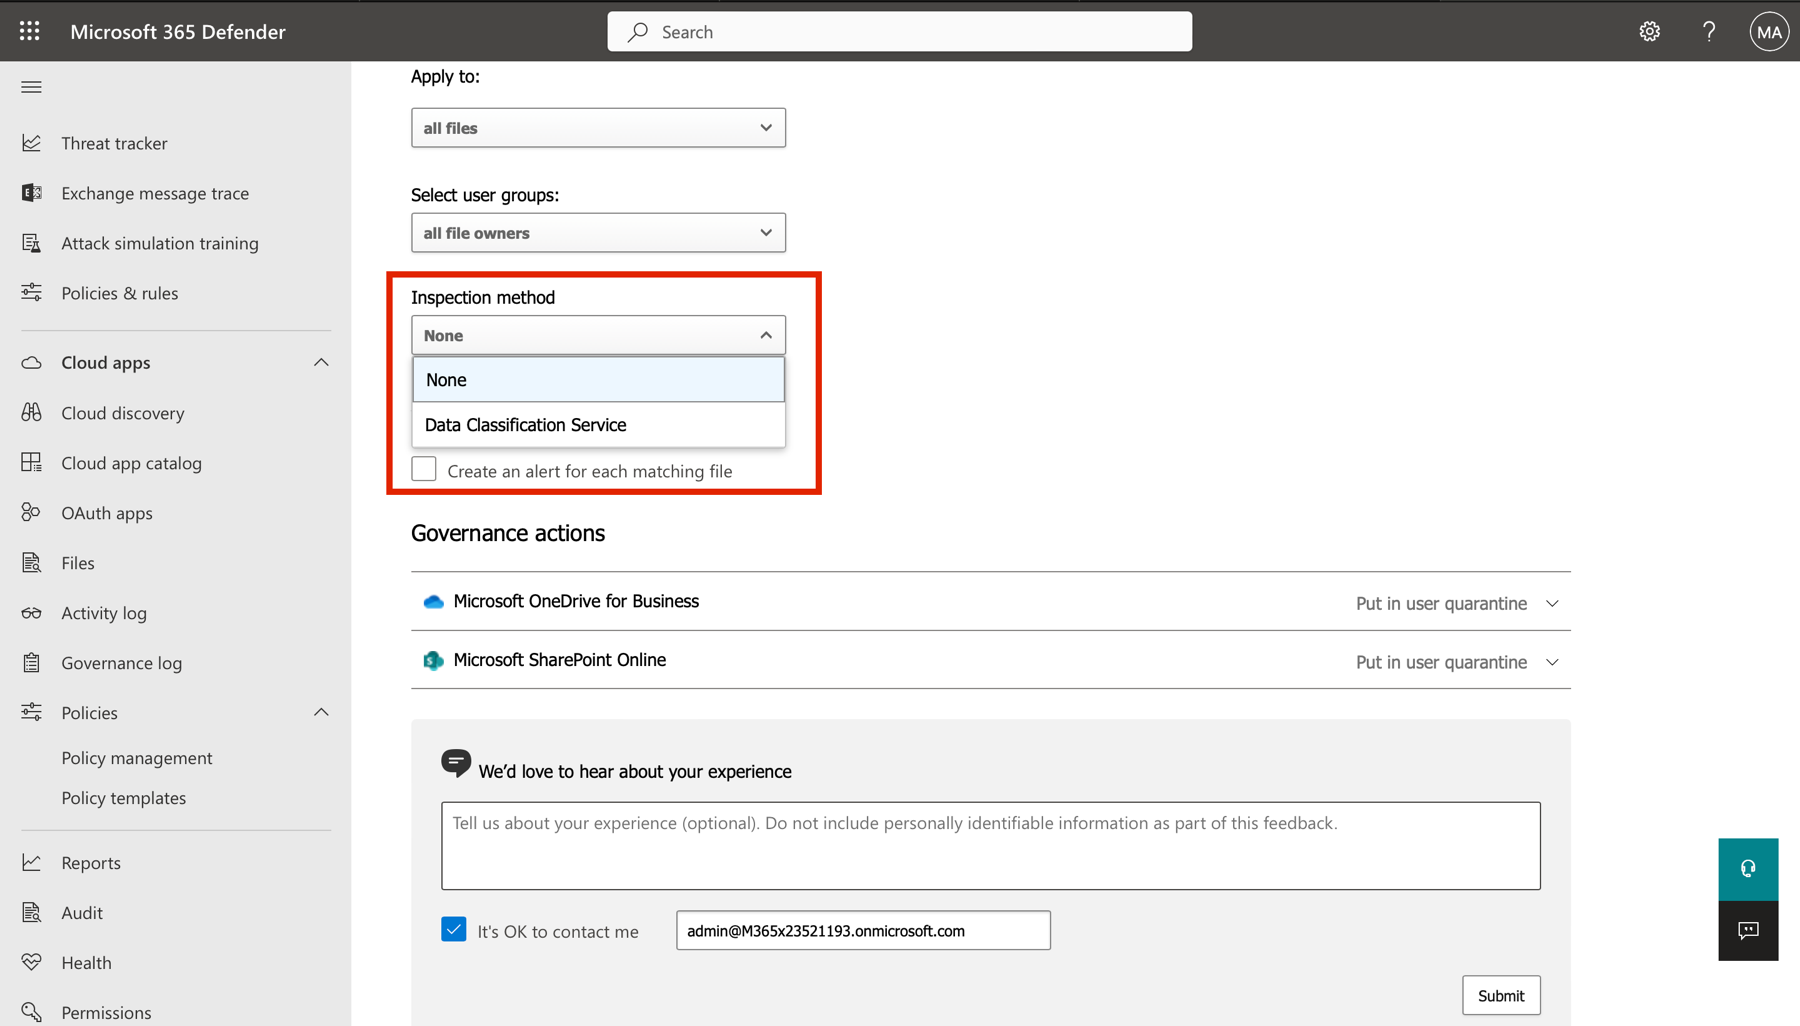 Microsoft 365 Defender
Search
?
MA
Threat tracker
Exchange message trace
Attack simulation training
Policies & rules
Cloud apps
Cloud discovery
Cloud app catalog
OAuth apps
Files
Activity log
Governance log
Policies
Policy management
Policy templates
Reports
Audit
Health
Permissions
Apply to:
all files
Select user groups:
all file owners
Inspection method
None
None
Data Classification Service
Create an alert for each matching file
Governance actions
Microsoft OneDrive for Business
Put in user quarantine
Microsoft SharePoint Online
Put in user quarantine
We’d love to hear about your experience
Tell us about your experience (optional). Do not include personally identifiable information as part of this feedback.
It's OK to contact me
admin@M365x23521193.onmicrosoft.com
Submit